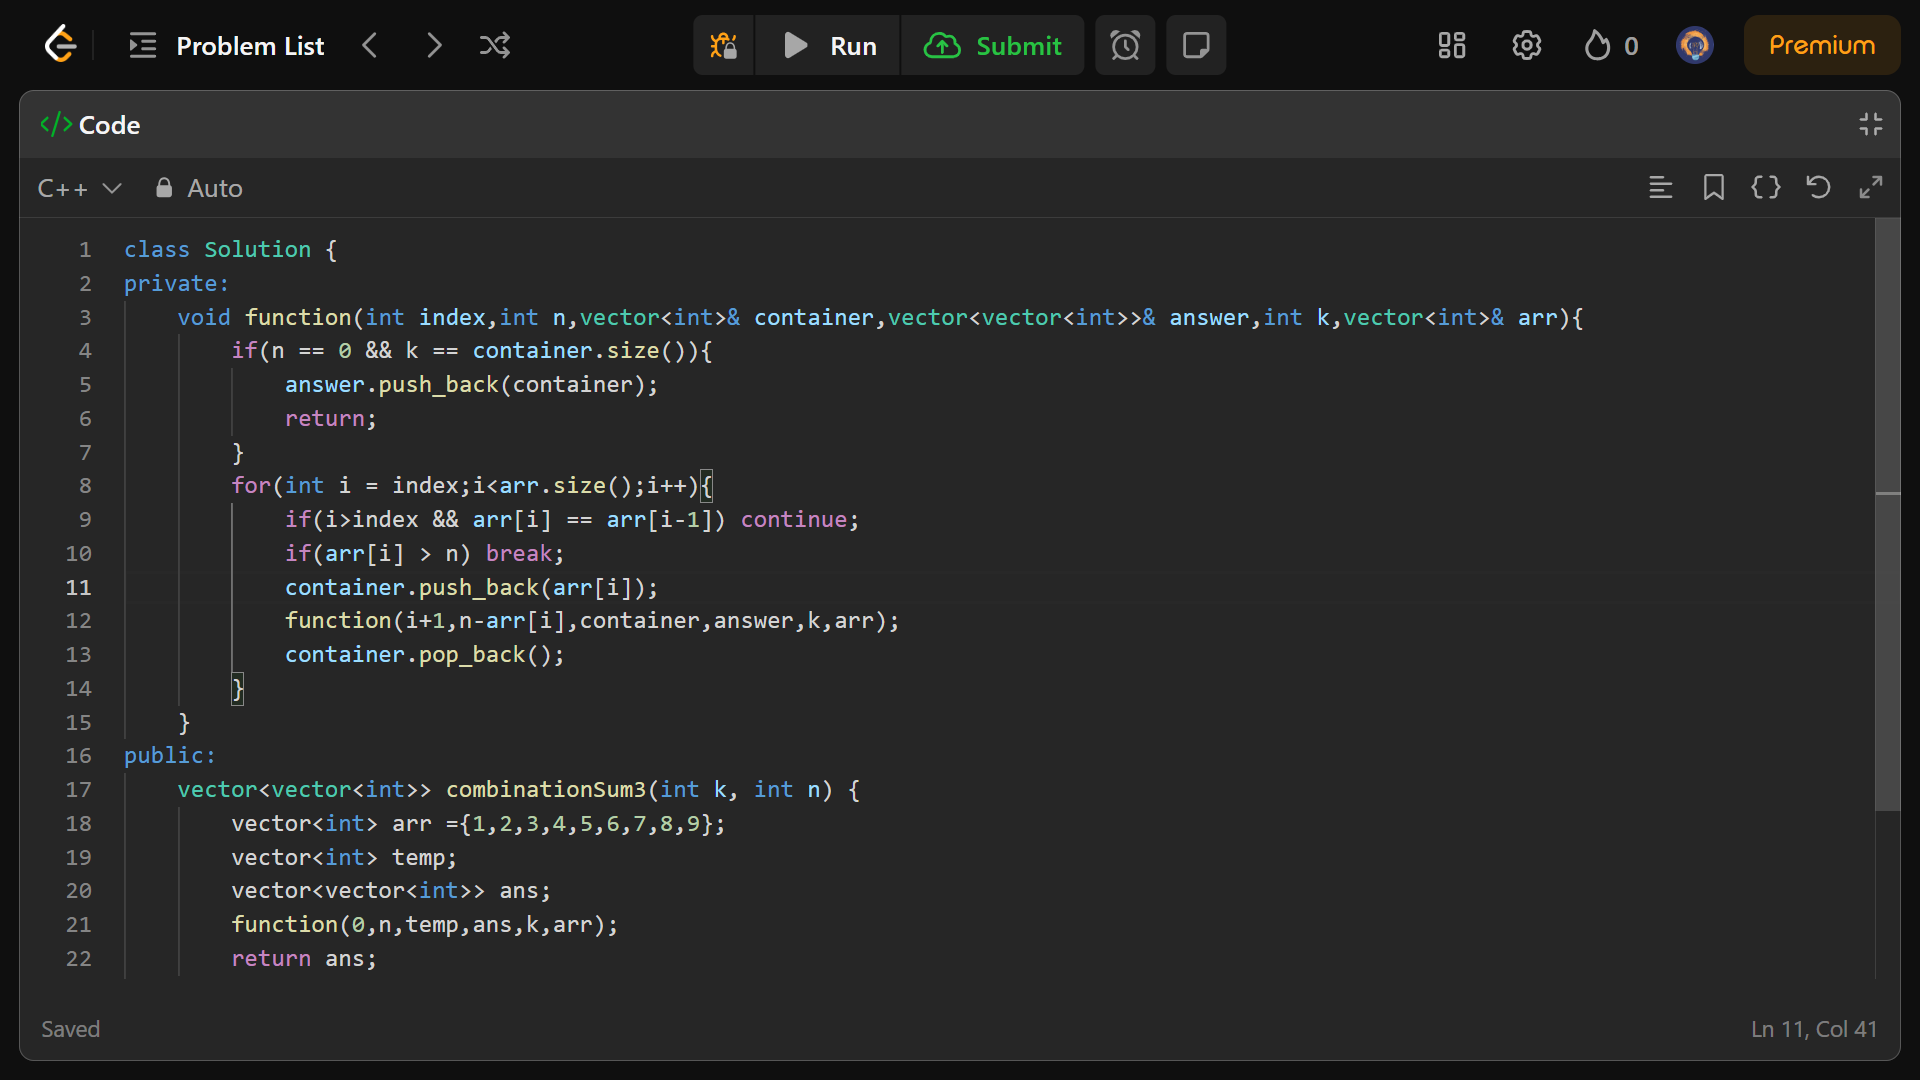 Problem List
Run
Submit
0
Premium
</> Code
C++
Auto
1 class Solution {
2 private:
3 void function(int index,int n,vector<int>& container,vector<vector<int>>& answer,int k,vector<int>& arr){
4 if(n == 0 && k == container.size()){
5 answer.push_back(container);
6 return;
7 }
8 for(int i = index;i<arr.size();i++){
9 if(i>index && arr[i] == arr[i-1]) continue;
10 if(arr[i] > n) break;
11 container.push_back(arr[i]);
12 function(i+1,n-arr[i],container,answer,k,arr);
13 container.pop_back();
14 }
15 }
16 public:
17 vector<vector<int>> combinationSum3(int k, int n) {
18 vector<int> arr ={1,2,3,4,5,6,7,8,9};
19 vector<int> temp;
20 vector<vector<int>> ans;
21 function(0,n,temp,ans,k,arr);
22 return ans;
Saved
Ln 11, Col 41